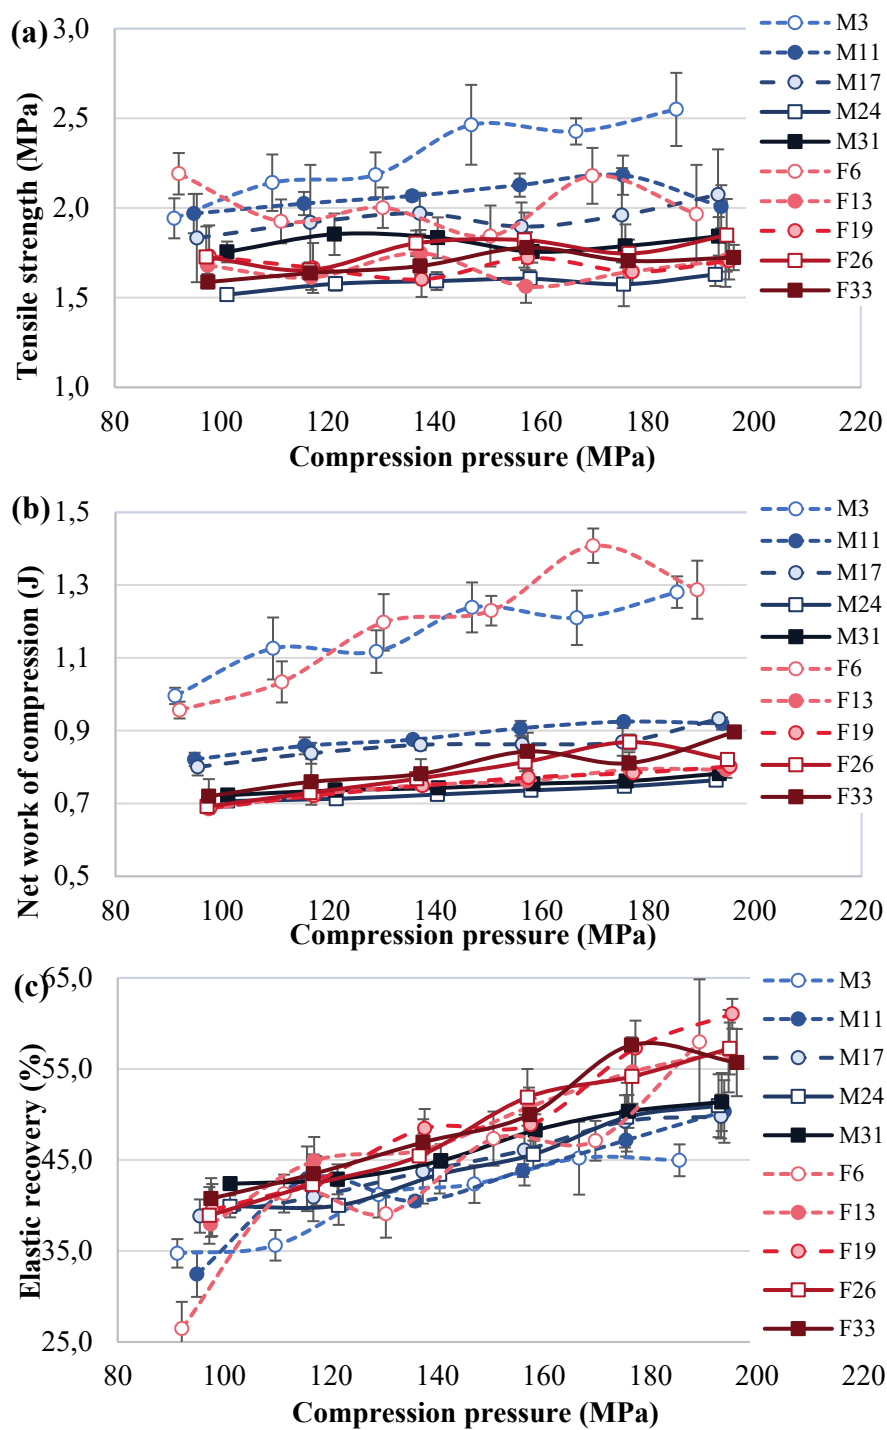 (a)
Tensile strength (MPa)
3,0
2,5
2,0
1,5
1,0
80 100 120 140 160 180 200 220
Compression pressure (MPa)
M3
M11
M17
M24
M31
F6
F13
F19
F26
F33
(b)
Net work of compression (J)
1,5
1,3
1,1
0,9
0,7
0,5
80 100 120 140 160 180 200 220
Compression pressure (MPa)
M3
M11
M17
M24
M31
F6
F13
F19
F26
F33
(c)
Elastic recovery (%)
65,0
55,0
45,0
35,0
25,0
80 100 120 140 160 180 200 220
Compression pressure (MPa)
M3
M11
M17
M24
M31
F6
F13
F19
F26
F33